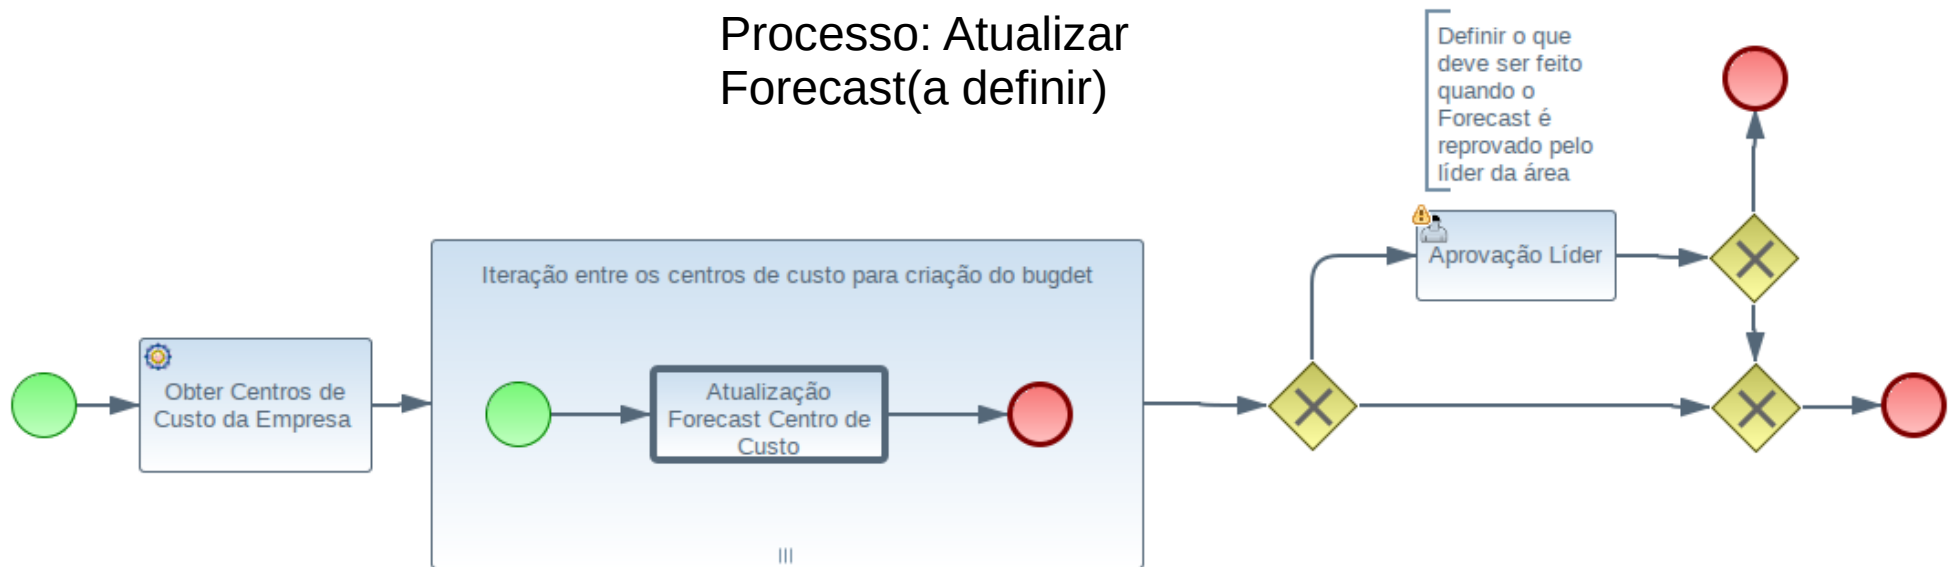 Processo: Atualizar
Forecast(a definir)
Definir o que
deve ser feito
quando o
Forecast é
reprovado pelo
líder da área
Aprovação Líder
Iteração entre os centros de custo para criação do bugdet
Obter Centros de
Custo da Empresa
Atualização
Forecast Centro de
Custo